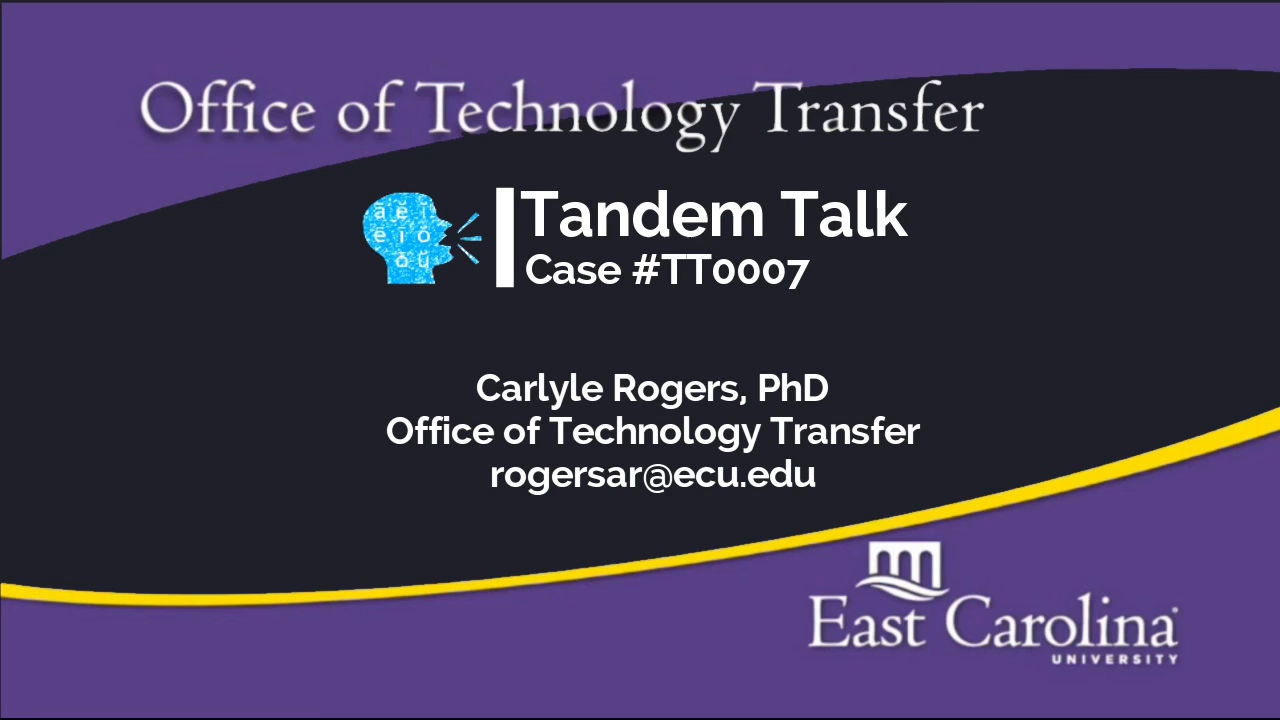 Office of Technology Transfer
ā ĕ ĭ
ē ī ŏ
ǒ ŭ
Tandem Talk
Case #TT0007
Carlyle Rogers, PhD
Office of Technology Transfer
rogersar@ecu.edu
East Carolina
UNIVERSITY